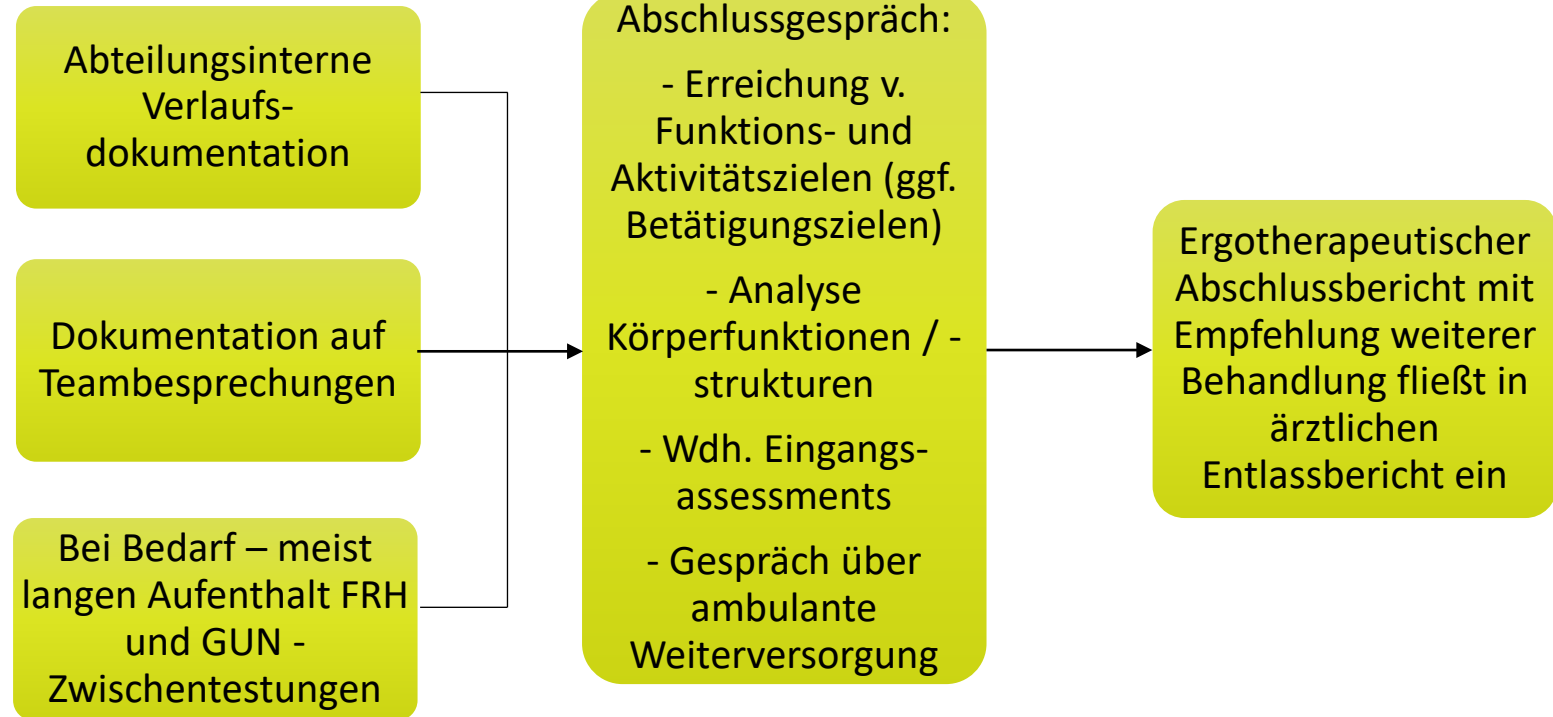 Abteilungsinterne
Verlaufs-
dokumentation
Dokumentation auf
Teambesprechungen
Bei Bedarf – meist
langen Aufenthalt FRH
und GUN -
Zwischentestungen
Abschlussgespräch:
- Erreichung v.
Funktions- und
Aktivitätszielen (ggf.
Betätigungszielen)
- Analyse
Körperfunktionen / -
strukturen
- Wdh. Eingangs-
assessments
- Gespräch über
ambulante
Weiterversorgung
Ergotherapeutischer
Abschlussbericht mit
Empfehlung weiterer
Behandlung fließt in
ärztlichen
Entlassbericht ein